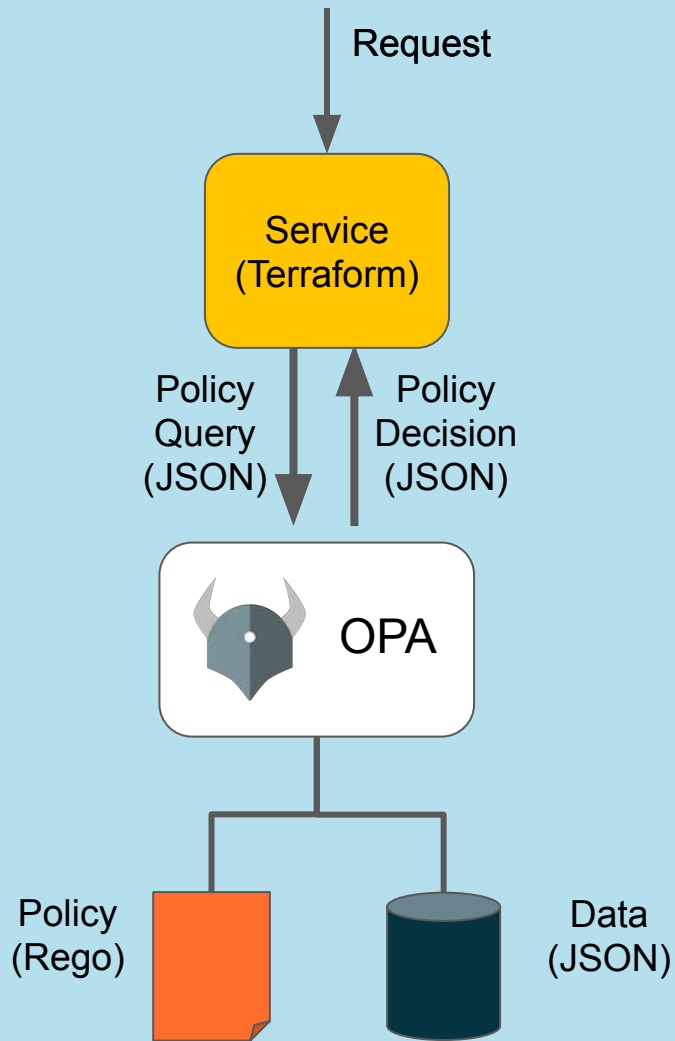 Request
Service
(Terraform)
Policy
Query
(JSON)
Policy
Decision
(JSON)
OPA
Policy
(Rego)
Data
(JSON)